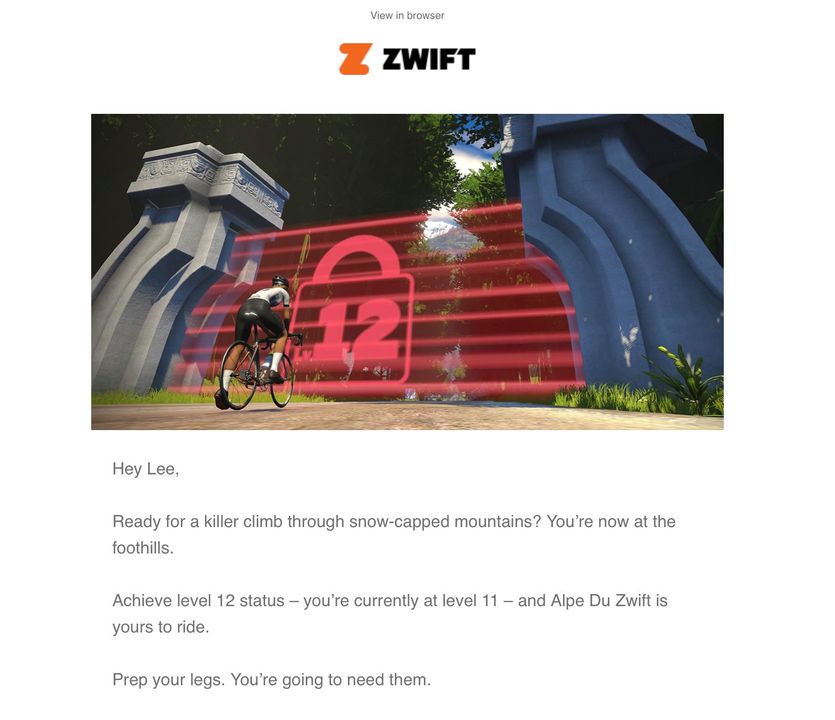 View in browser
ZWIFT
LVL 12
Hey Lee,
Ready for a killer climb through snow-capped mountains? You’re now at the
foothills.
Achieve level 12 status – you’re currently at level 11 – and Alpe Du Zwift is
yours to ride.
Prep your legs. You’re going to need them.